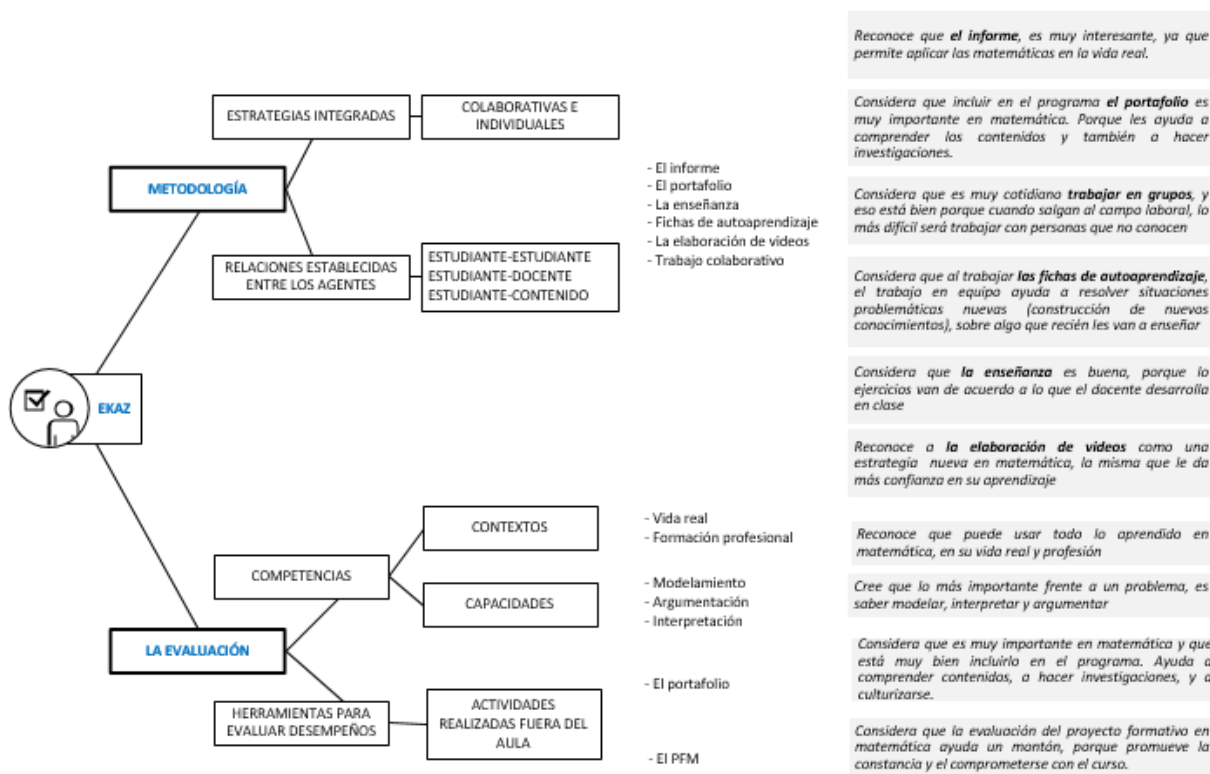 ESTRATEGIAS INTEGRADAS
COLABORATIVAS E
INDIVIDUALES
METODOLOGÍA
RELACIONES ESTABLECIDAS
ENTRE LOS AGENTES
ESTUDIANTE-ESTUDIANTE
ESTUDIANTE-DOCENTE
ESTUDIANTE-CONTENIDO
- El informe
- El portafolio
- La enseñanza
- Fichas de autoaprendizaje
- La elaboración de videos
- Trabajo colaborativo
Reconoce que el informe, es muy interesante, ya que
permite aplicar las matemáticas en la vida real.
Considera que incluir en el programa el portafolio es
muy importante en matemática. Porque les ayuda a
comprender los contenidos y también a hacer
investigaciones.
Considera que es muy cotidiano trabajar en grupos, y
eso está bien porque cuando salgan al campo laboral, lo
más difícil será trabajar con personas que no conocen
Considera que al trabajar las fichas de autoaprendizaje,
el trabajo en equipo ayuda a resolver situaciones
problemáticas nuevas (construcción de nuevos
conocimientos), sobre algo que recién les van a enseñar
Considera que la enseñanza es buena, porque lo
ejercicios van de acuerdo a lo que el docente desarrolla
en clase
Reconoce a la elaboración de videos como una
estrategia nueva en matemática, la misma que le da
más confianza en su aprendizaje
EKAZ
LA EVALUACIÓN
COMPETENCIAS
CONTEXTOS
CAPACIDADES
HERRAMIENTAS PARA
EVALUAR DESEMPEÑOS
ACTIVIDADES
REALIZADAS FUERA DEL
AULA
- Vida real
- Formación profesional
- Modelamiento
- Argumentación
- Interpretación
- El portafolio
- El PFM
Reconoce que puede usar todo lo aprendido en
matemática, en su vida real y profesión
Cree que lo más importante frente a un problema, es
saber modelar, interpretar y argumentar
Considera que es muy importante en matemática y que
está muy bien incluirlo en el programa. Ayuda a
comprender contenidos, a hacer investigaciones, y a
culturizarse.
Considera que la evaluación del proyecto formativo en
matemática ayuda un montón, porque promueve la
constancia y el comprometerse con el curso.